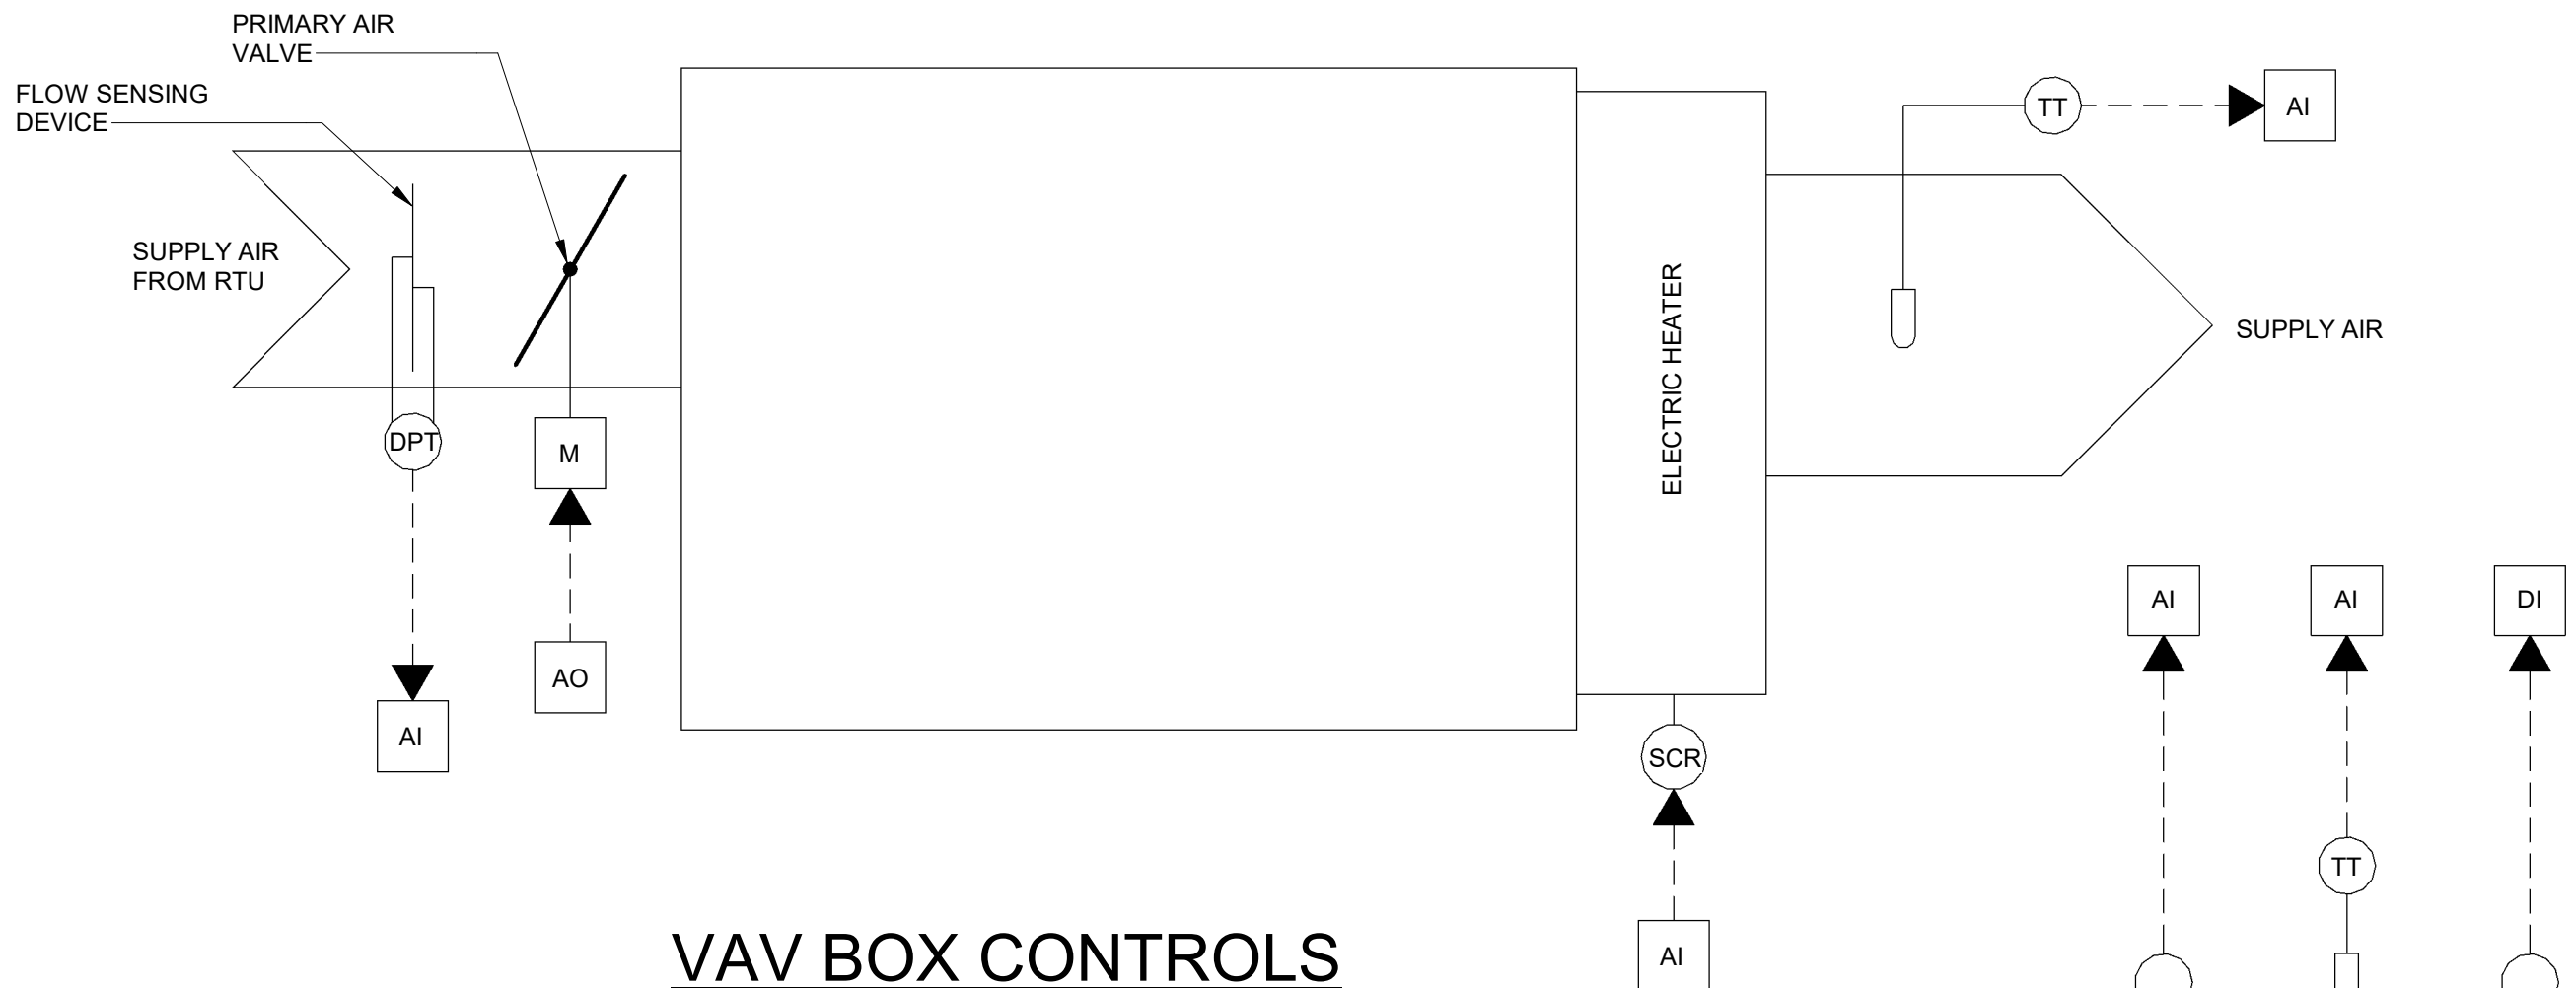 PRIMARY AIR
VALVE
FLOW SENSING
DEVICE
TT
AI
SUPPLY AIR
FROM RTU
ELECTRIC HEATER
SUPPLY AIR
DPT
M
AI
AI
DI
AO
AI
SCR
TT
VAV BOX CONTROLS
AI